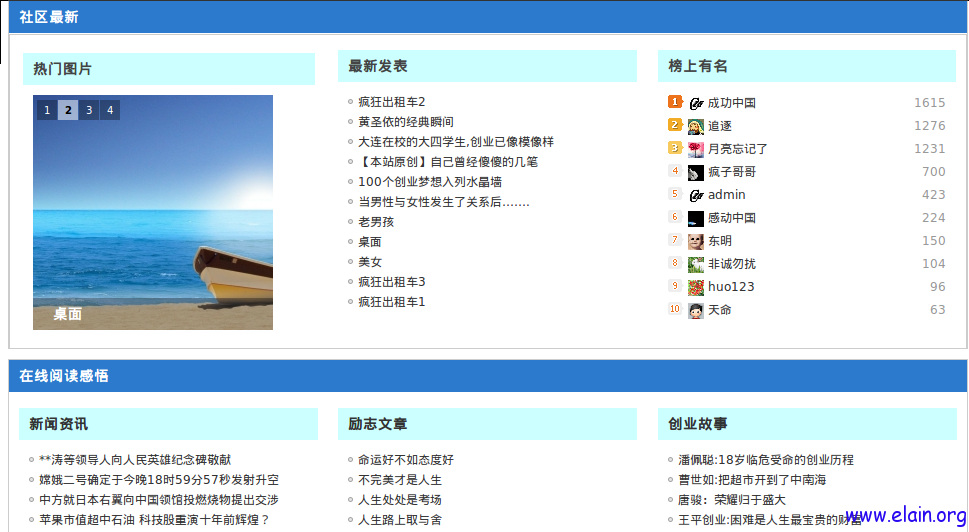 社区最新
热门图片
1 2 3 4
桌面
最新发表
疯狂出租车2
黄圣依的经典瞬间
大连在校的大四学生,创业已像模像样
【本站原创】自己曾经傻傻的几笔
100个创业梦想入列水晶墙
当男性与女性发生了关系后.......
老男孩
桌面
美女
疯狂出租车3
疯狂出租车1
榜上有名
1 成功中国 1615
2 追逐 1276
3 月亮忘记了 1231
4 疯子哥哥 700
5 admin 423
6 感动中国 224
7 东明 150
8 非诚勿扰 104
9 huo123 96
10 天命 63
在线阅读感悟
新闻资讯
**涛等领导人向人民英雄纪念碑敬献
嫦娥二号确定于今晚18时59分57秒发射升空
中方就日本右翼向中国领馆投燃烧物提出交涉
苹果市值超中石油 科技股重演十年前辉煌？
励志文章
命运好不如态度好
不完美才是人生
人生处处是考场
人生路上取与舍
创业故事
潘佩聪:18岁临危受命的创业历程
曹世如:把超市开到了中南海
唐骏：荣耀归于盛大
王平创业:困难是人生最宝贵的财富
www.elain.org